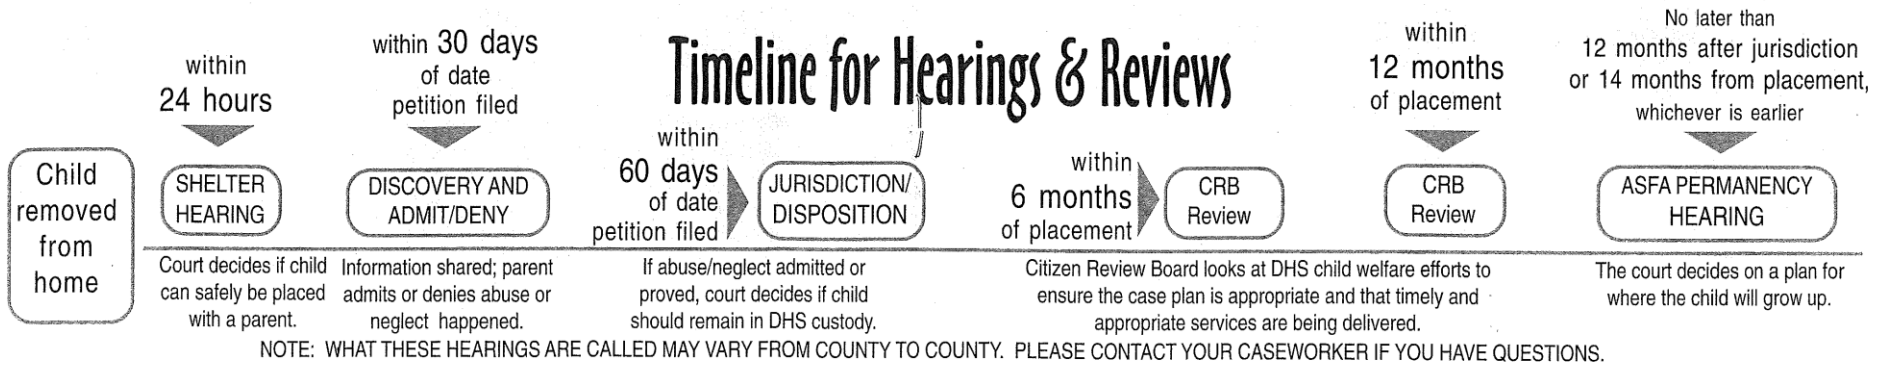 Timeline for Hearings & Reviews
Child
removed
from
home
within
24 hours
SHELTER
HEARING
Court decides if child
can safely be placed
with a parent.
within 30 days
of date
petition filed
DISCOVERY AND
ADMIT/DENY
Information shared; parent
admits or denies abuse or
neglect happened.
within
60 days
of date
petition filed
JURISDICTION/
DISPOSITION
If abuse/neglect admitted or
proved, court decides if child
should remain in DHS custody.
within
6 months
of placement
CRB
Review
within
12 months
of placement
CRB
Review
Citizen Review Board looks at DHS child welfare efforts to
ensure the case plan is appropriate and that timely and
appropriate services are being delivered.
No later than
12 months after jurisdiction
or 14 months from placement,
whichever is earlier
ASFA PERMANENCY
HEARING
The court decides on a plan for
where the child will grow up.
NOTE: WHAT THESE HEARINGS ARE CALLED MAY VARY FROM COUNTY TO COUNTY. PLEASE CONTACT YOUR CASEWORKER IF YOU HAVE QUESTIONS.